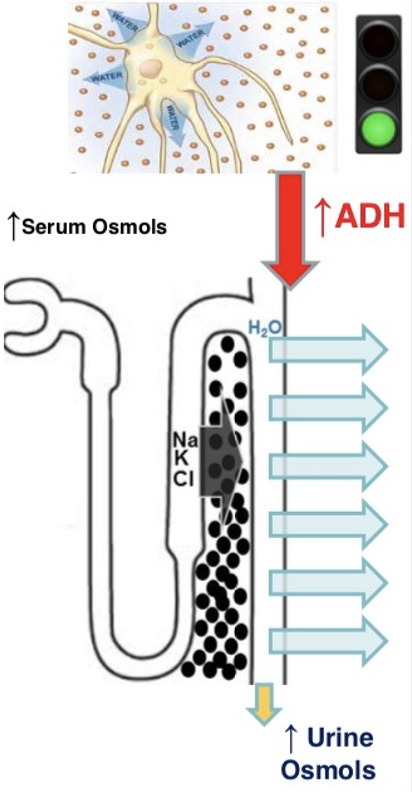 WATER
WATER
WATER
WATER
↑Serum Osmols
↑ADH
H₂O
Na
K
Cl
↑ Urine
Osmols